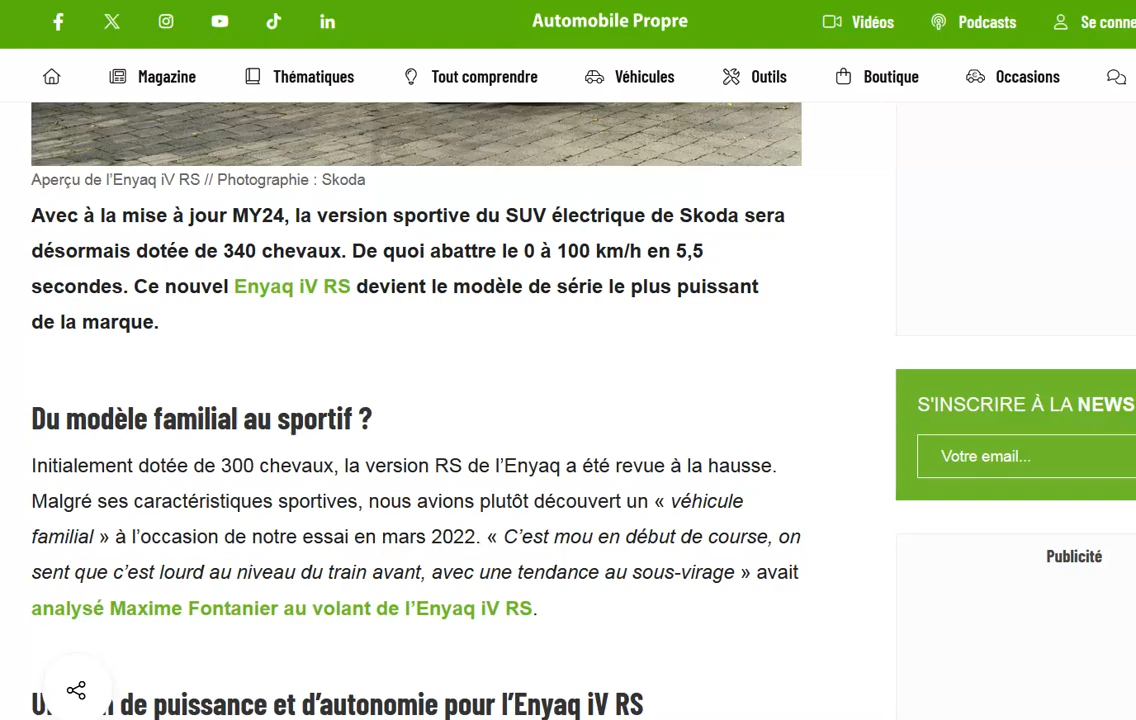 Automobile Propre
Vidéos
Podcasts
Se conne
Magazine
Thématiques
Tout comprendre
Véhicules
Outils
Boutique
Occasions
Aperçu de l'Enyaq iV RS // Photographie : Skoda
Avec à la mise à jour MY24, la version sportive du SUV électrique de Skoda sera
désormais dotée de 340 chevaux. De quoi abattre le 0 à 100 km/h en 5,5
secondes. Ce nouvel Enyaq iV RS devient le modèle de série le plus puissant
de la marque.
Du modèle familial au sportif ?
Initialement dotée de 300 chevaux, la version RS de l'Enyaq a été revue à la hausse.
Malgré ses caractéristiques sportives, nous avions plutôt découvert un « véhicule
familial » à l'occasion de notre essai en mars 2022. « C'est mou en début de course, on
sent que c'est lourd au niveau du train avant, avec une tendance au sous-virage » avait
analysé Maxime Fontanier au volant de l'Enyaq iV RS.
de puissance et d'autonomie pour l'Enyaq iV RS
S'INSCRIRE À LA NEWS
Votre email...
Publicité